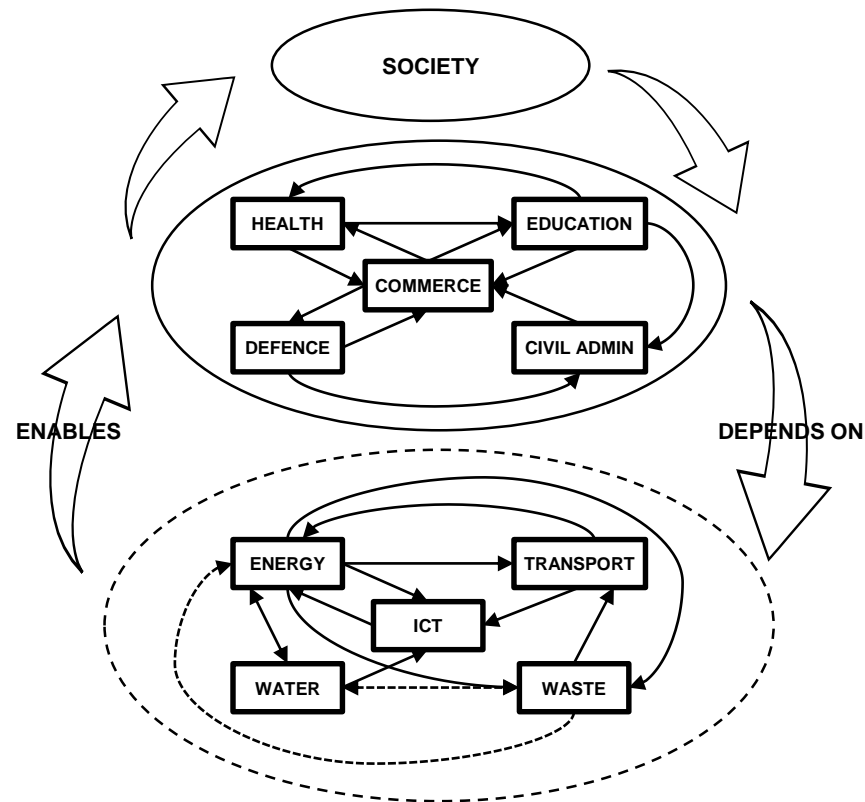 SOCIETY
HEALTH
EDUCATION
COMMERCE
DEFENCE
CIVIL ADMIN
ENABLES
DEPENDS ON
ENERGY
TRANSPORT
ICT
WATER
WASTE